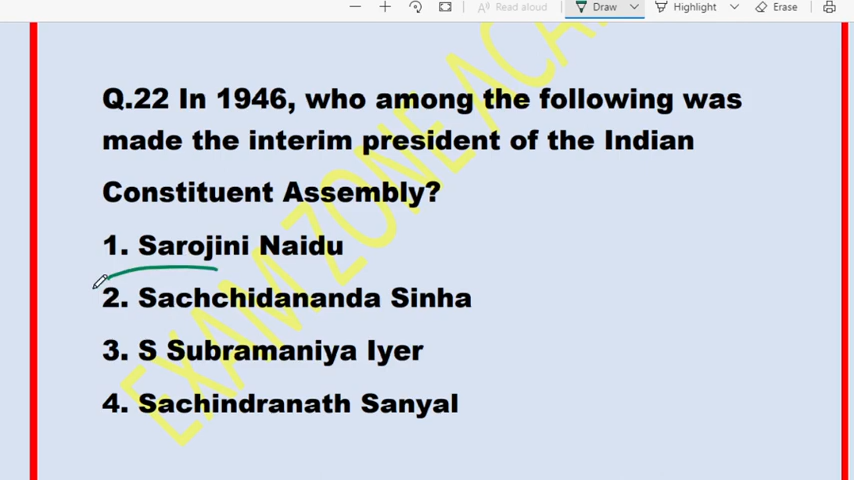 Read aloud Draw Highlight Erase
Q.22 In 1946, who among the following was
made the interim president of the Indian
Constituent Assembly?
1. Sarojini Naidu
2. Sachchidananda Sinha
3. S Subramaniya Iyer
4. Sachindranath Sanyal
EXAM ZONE ACA